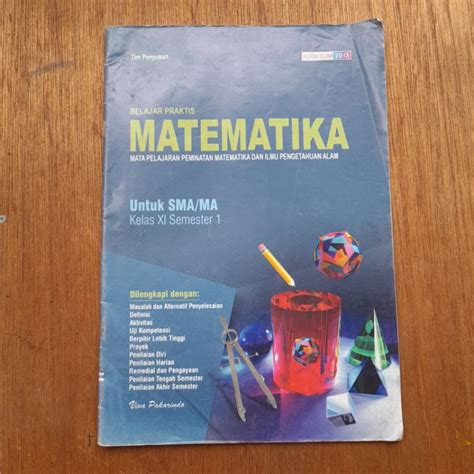 Tim Penyusun
KURIKULUM 2013
BELAJAR PRAKTIS
MATEMATIKA
MATA PELAJARAN PEMINATAN MATEMATIKA DAN ILMU PENGETAHUAN ALAM
Untuk SMA/MA
Kelas XI Semester 1
Dilengkapi dengan:
Masalah dan Alternatif Penyelesaian
Definisi
Aktivitas
Uji Kompetensi
Berpikir Lebih Tinggi
Proyek
Penilaian Diri
Penilaian Harian
Remedial dan Pengayaan
Penilaian Tengah Semester
Penilaian Akhir Semester
Viva Pakarindo